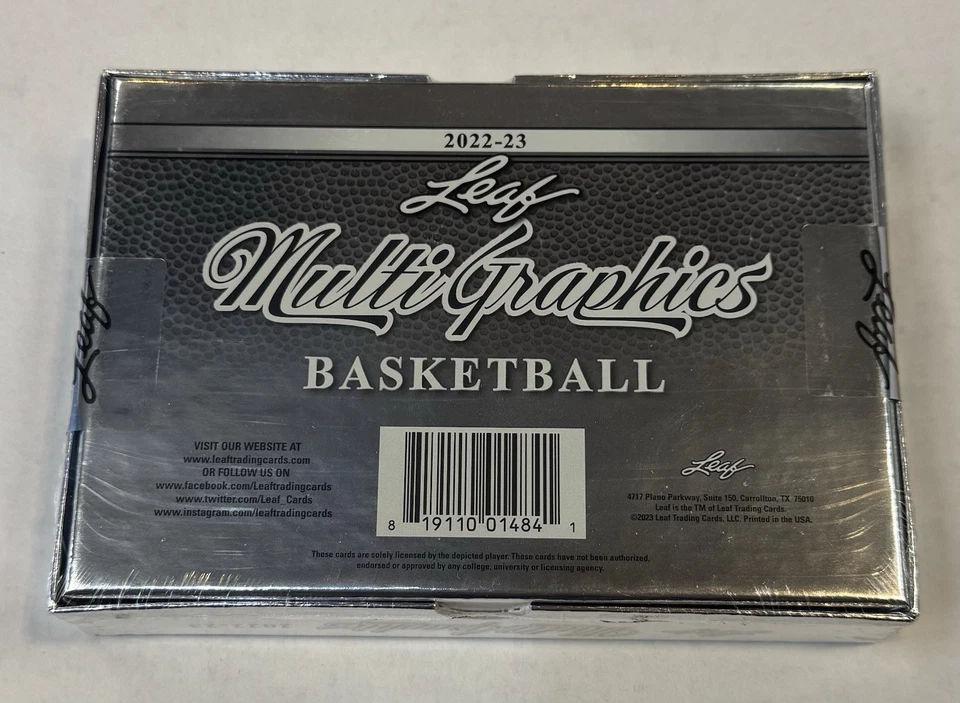 2022-23
Leaf
Multi Graphics
BASKETBALL
Leaf
Leaf
VISIT OUR WEBSITE AT
www.leaftradingcards.com
OR FOLLOW US ON
www.facebook.com/Leaftradingcards
www.twitter.com/Leaf_Cards
www.instagram.com/leaftradingcards
8 19110 01484 1
Leaf
4717 Plano Parkway, Suite 150, Carrollton, TX 75010
Leaf is the TM of Leaf Trading Cards.
©2023 Leaf Trading Cards, LLC. Printed in the USA.
These cards are solely licensed by the depicted player. These cards have not been authorized,
endorsed or approved by any college, university or licensing agency.